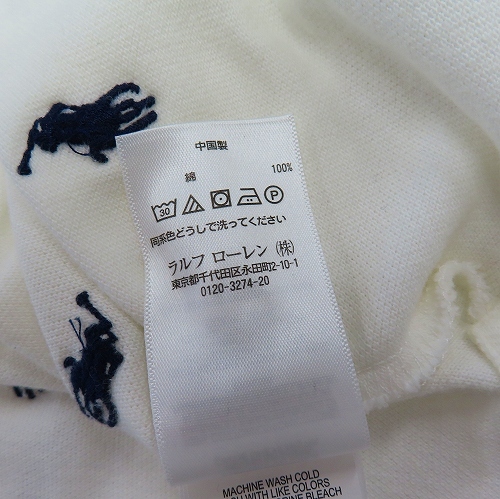 中国製
綿 100%
30 P
同系色どうしで洗ってください
ラルフ ローレン (株)
東京都千代田区永田町2-10-1
0120-3274-20
MACHINE WASH COLD
WITH LIKE COLORS
BLEACH